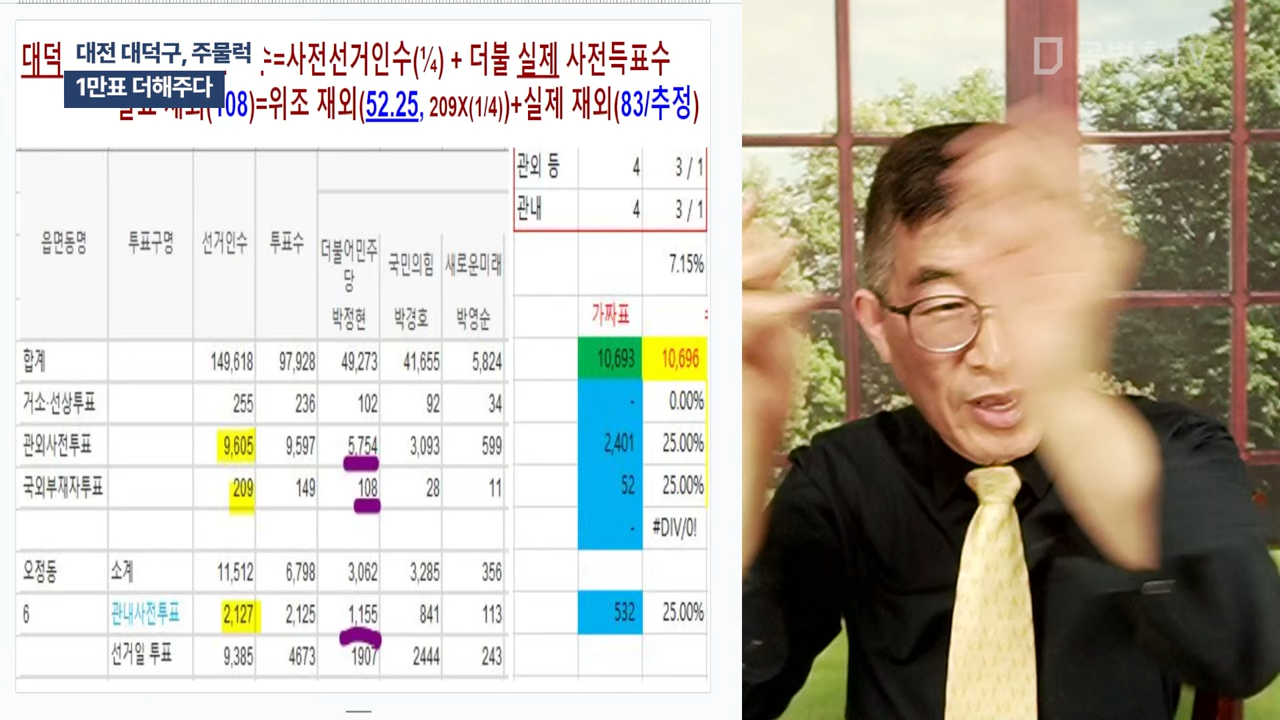 대덕
대전 대덕구, 주물럭
1만표 더해주다
=사전선거인수(¼) + 더불 실제 사전득표수
08)=위조 재외(52.25, 209X(1/4))+실제 재외(83/추정)
읍면동명 투표구명 선거인수 투표수 더불어민주당 박정현 국민의힘 박경호 새로운미래 박영순
합계 149,618 97,928 49,273 41,655 5,824
거소·선상투표 255 236 102 92 34
관외사전투표 9,605 9,597 5,754 3,093 599
국외부재자투표 209 149 108 28 11
오정동 소계 11,512 6,798 3,062 3,285 356
6 관내사전투표 2,127 2,125 1,155 841 113
선거일 투표 9,385 4673 1907 2444 243
관외 등 4 3 / 1
관내 4 3 / 1
7.15%
가짜표
10,693 10,696
- 0.00%
2,401 25.00%
52 25.00%
- #DIV/0!
532 25.00%
공병호TV